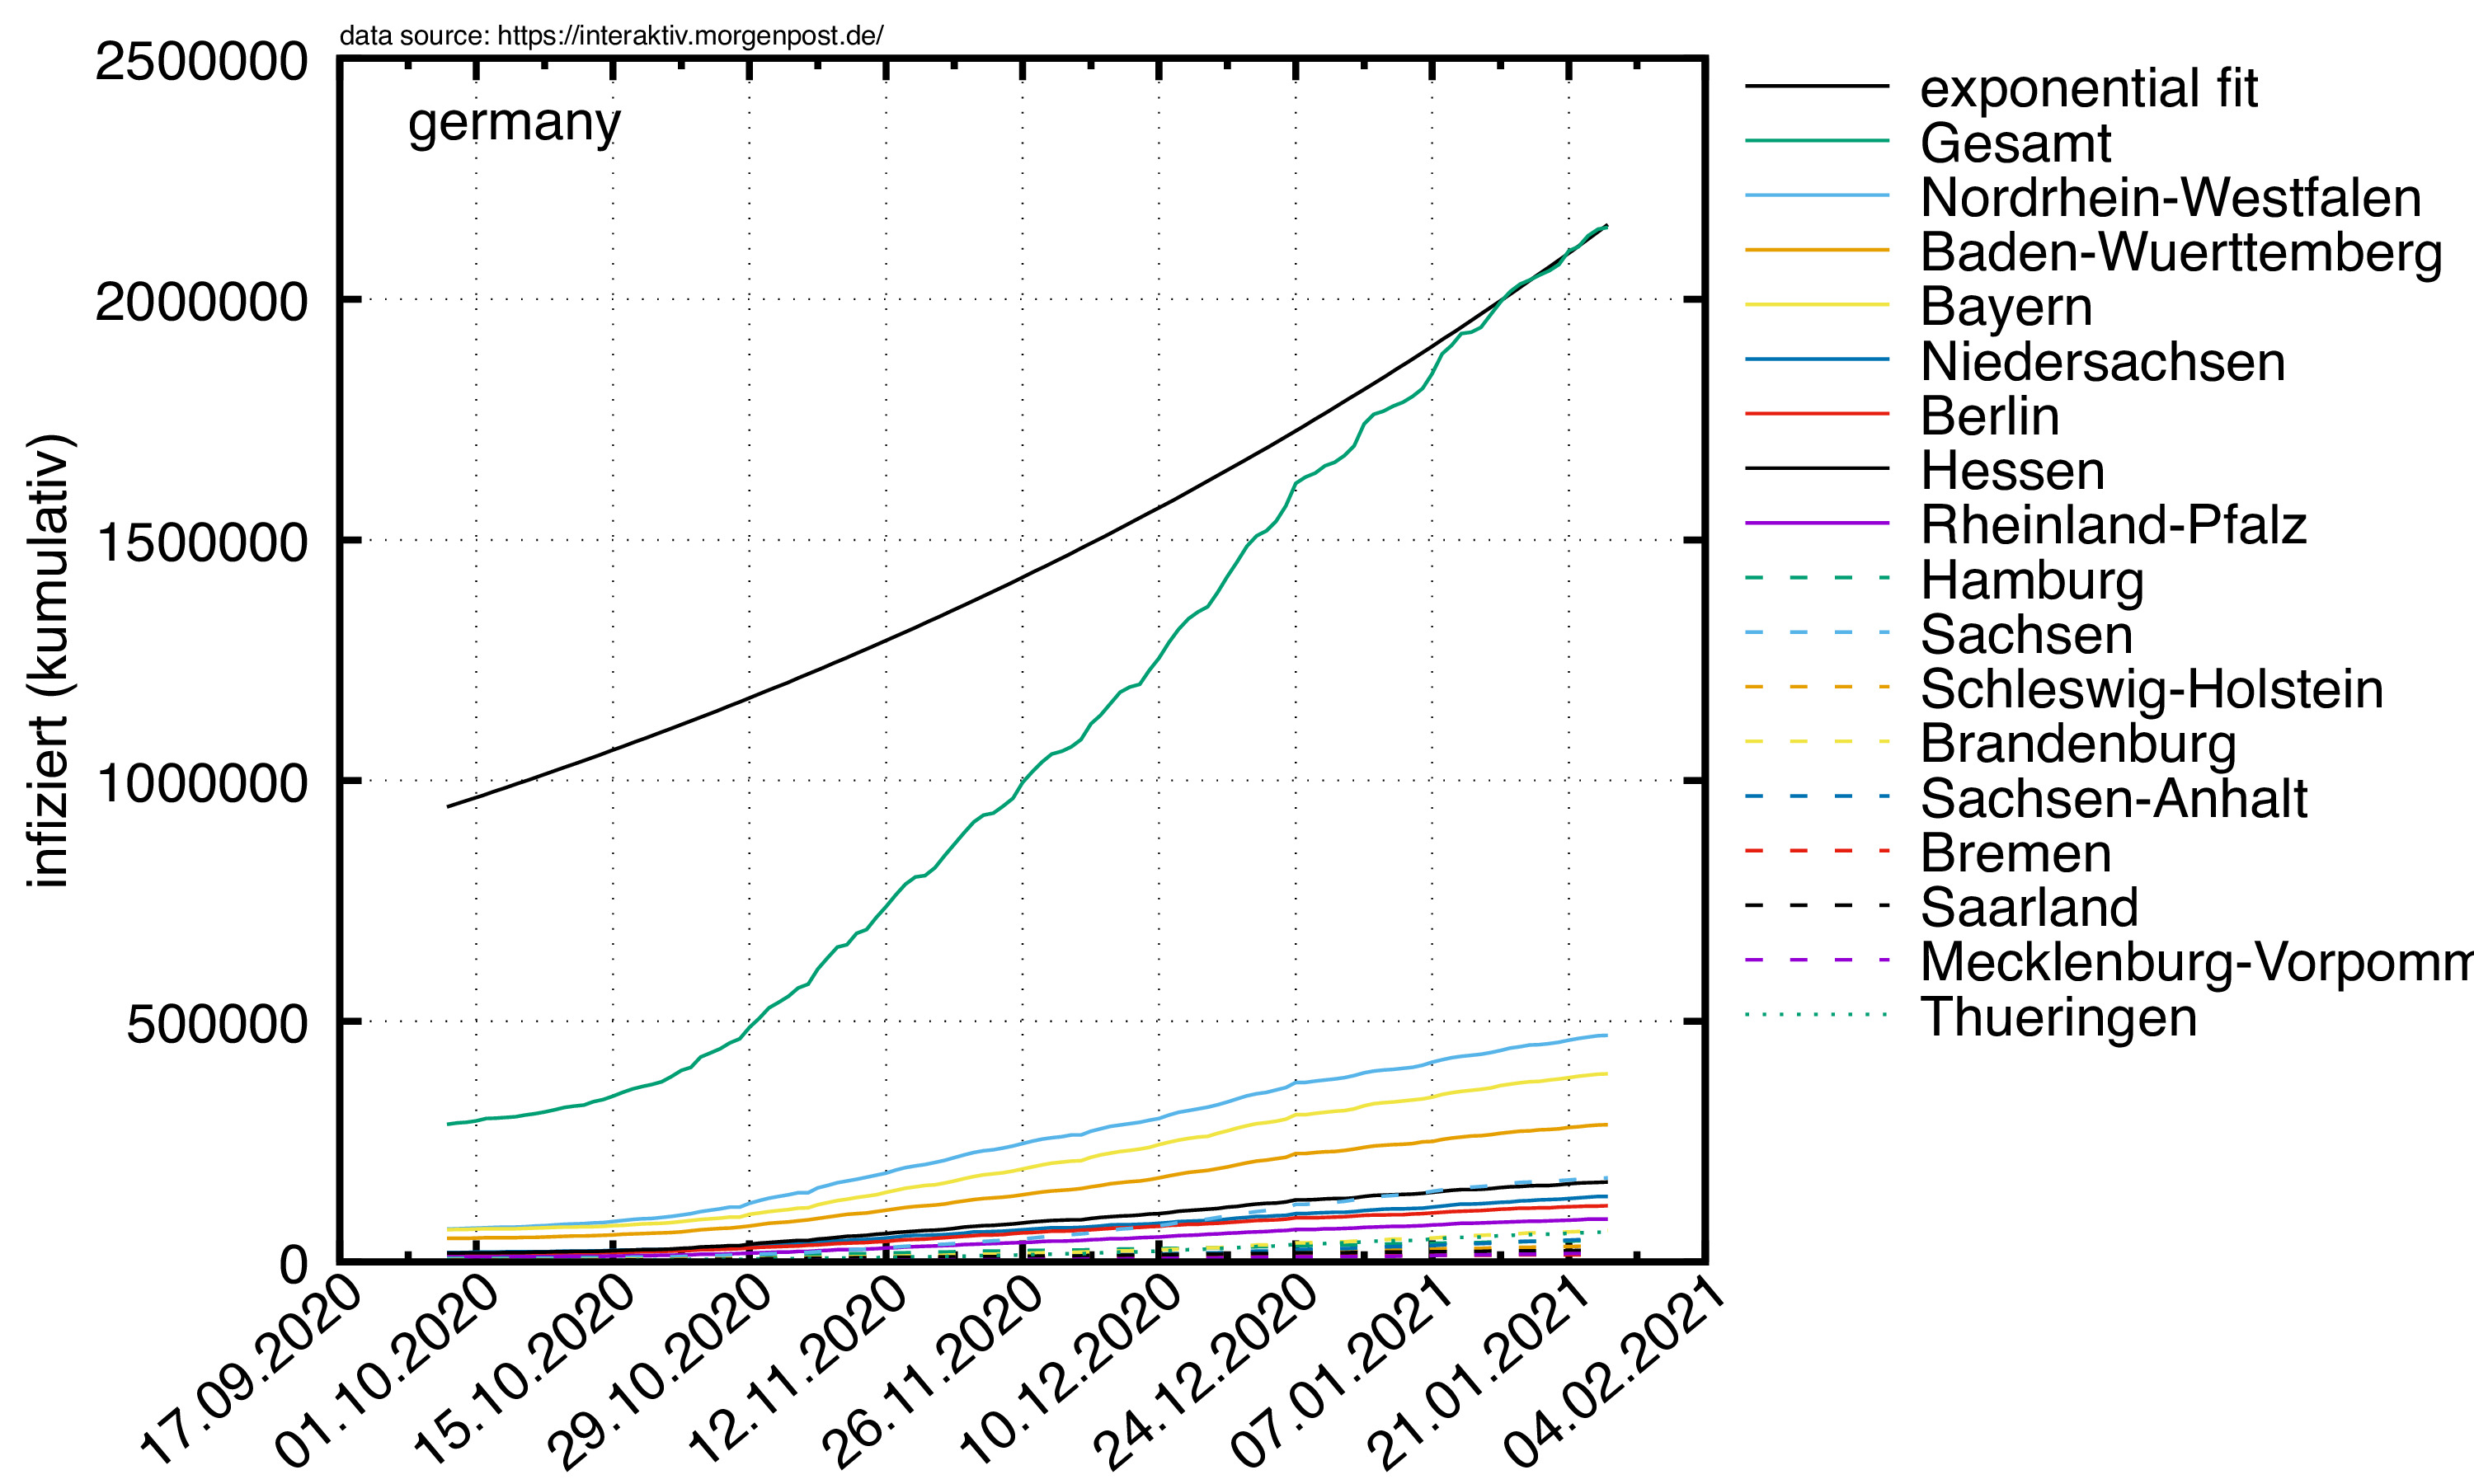 data source: https://interaktiv.morgenpost.de/
germany
infiziert (kumulativ)
2500000
2000000
1500000
1000000
500000
0
17.09.2020
01.10.2020
15.10.2020
29.10.2020
12.11.2020
26.11.2020
10.12.2020
24.12.2020
07.01.2021
21.01.2021
04.02.2021
exponential fit
Gesamt
Nordrhein-Westfalen
Baden-Wuerttemberg
Bayern
Niedersachsen
Berlin
Hessen
Rheinland-Pfalz
Hamburg
Sachsen
Schleswig-Holstein
Brandenburg
Sachsen-Anhalt
Bremen
Saarland
Mecklenburg-Vorpomm
Thueringen